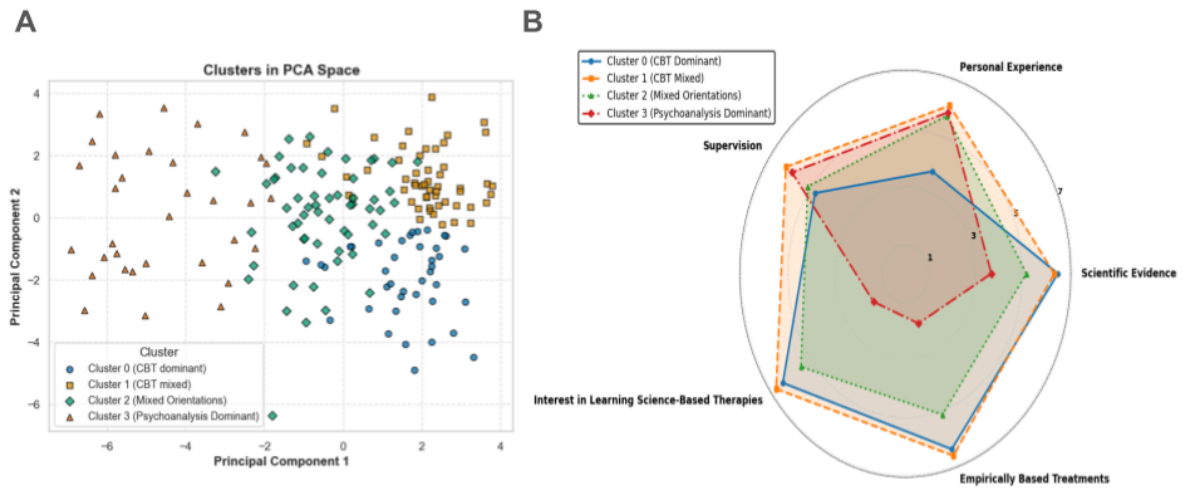 A
Clusters in PCA Space
Principal Component 2
4
2
0
−2
−4
−6
Cluster
Cluster 0 (CBT dominant)
Cluster 1 (CBT mixed)
Cluster 2 (Mixed Orientations)
Cluster 3 (Psychoanalysis Dominant)
−6
−4
−2
0
2
4
Principal Component 1
B
Cluster 0 (CBT Dominant)
Cluster 1 (CBT Mixed)
Cluster 2 (Mixed Orientations)
Cluster 3 (Psychoanalysis Dominant)
Personal Experience
Supervision
7
5
3
1
Scientific Evidence
Interest in Learning Science-Based Therapies
Empirically Based Treatments